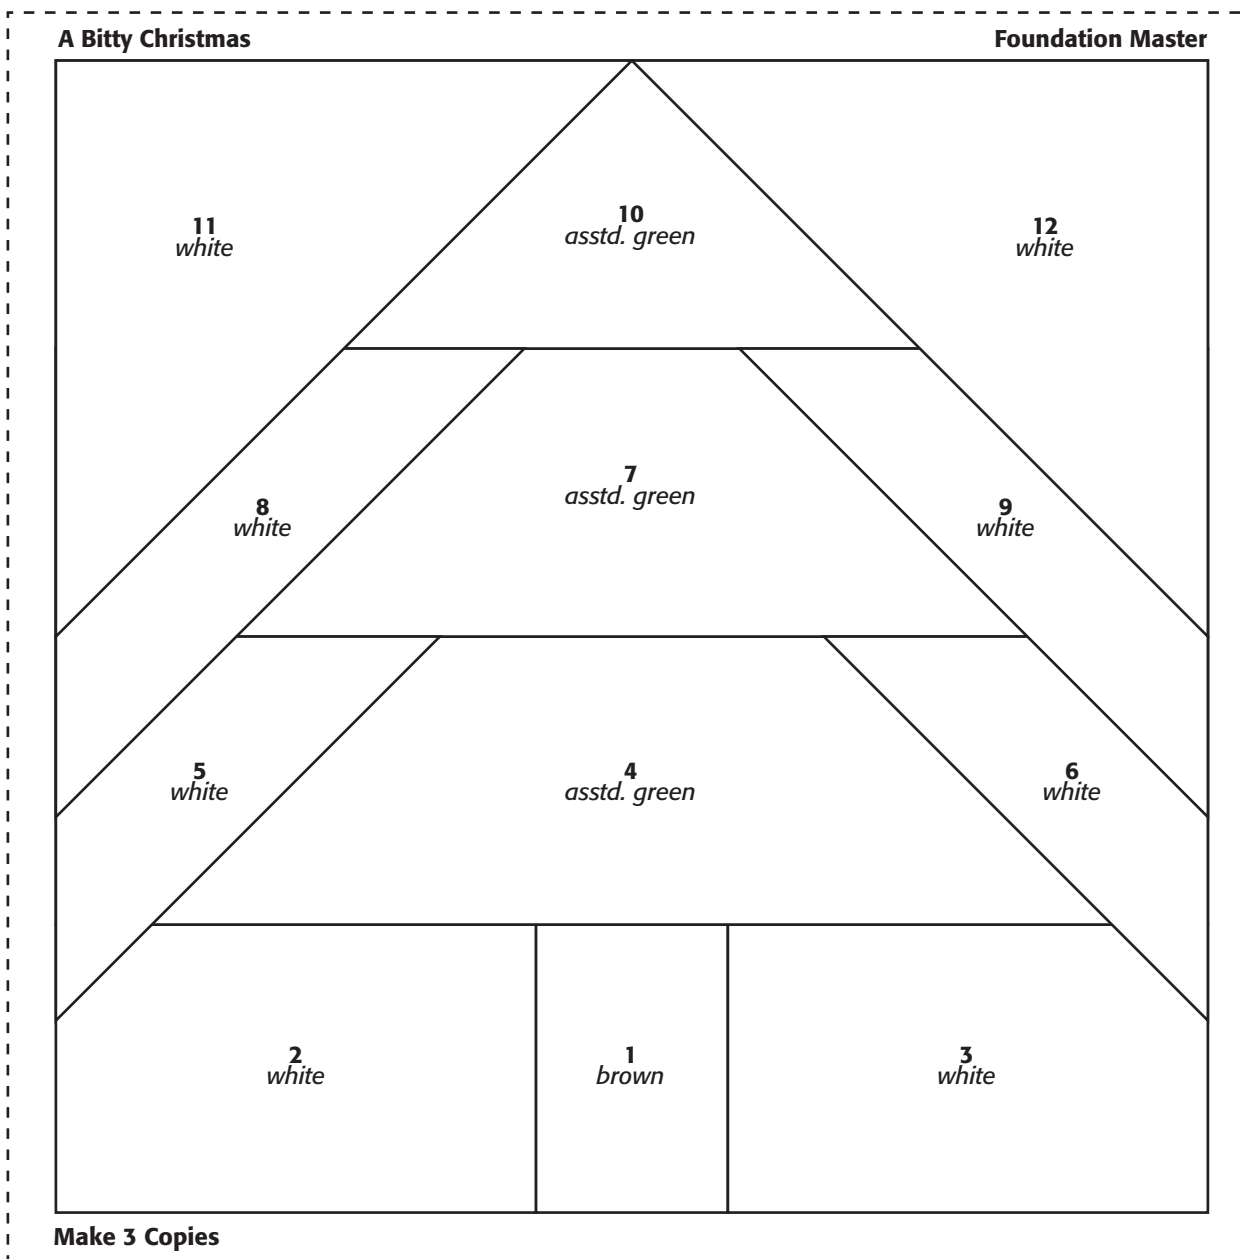 A Bitty Christmas
Foundation Master
11
white
10
asstd. green
12
white
7
asstd. green
8
white
9
white
5
white
4
asstd. green
6
white
2
white
1
brown
3
white
Make 3 Copies